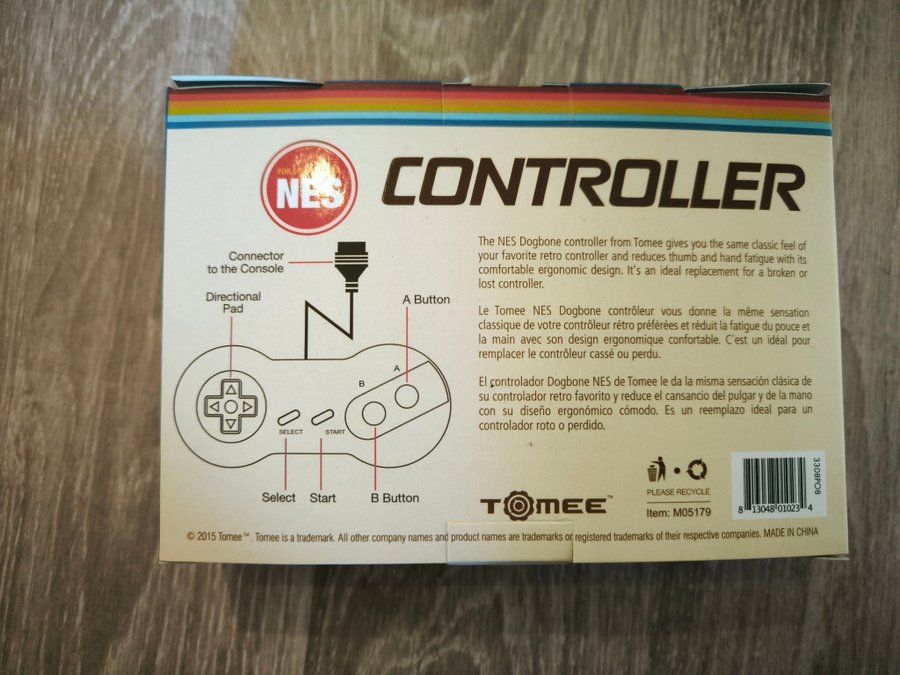 FOR
NES
CONTROLLER
Connector
to the Console
Directional
Pad
A Button
A
B
SELECT
START
Select
Start
B Button
The NES Dogbone controller from Tomee gives you the same classic feel of
your favorite retro controller and reduces thumb and hand fatigue with its
comfortable ergonomic design. It's an ideal replacement for a broken or
lost controller.
Le Tomee NES Dogbone contrôleur vous donne la même sensation
classique de votre contrôleur rétro préférées et réduit la fatigue du pouce et
la main avec son design ergonomique confortable. C'est un idéal pour
remplacer le contrôleur cassé ou perdu.
El controlador Dogbone NES de Tomee le da la misma sensación clásica de
su controlador retro favorito y reduce el cansancio del pulgar y de la mano
con su diseño ergonómico cómodo. Es un reemplazo ideal para un
controlador roto o perdido.
TOMEE™
PLEASE RECYCLE
Item: M05179
3308PO8
8 13048 01023 4
© 2015 Tomee™. Tomee is a trademark. All other company names and product names are trademarks or registered trademarks of their respective companies. MADE IN CHINA